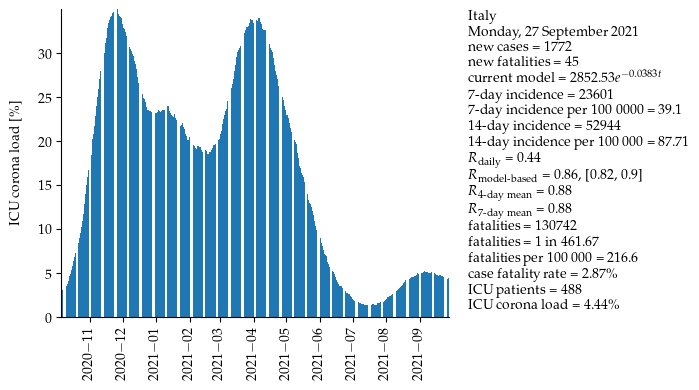 Italy
Monday, 27 September 2021
new cases = 1772
new fatalities = 45
current model = 2852.53e^{-0.0383t}
7-day incidence = 23601
7-day incidence per 100 0000 = 39.1
14-day incidence = 52944
14-day incidence per 100 000 = 87.71
R_daily = 0.44
R_model-based = 0.86, [0.82, 0.9]
R_4-day mean = 0.88
R_7-day mean = 0.88
fatalities = 130742
fatalities = 1 in 461.67
fatalities per 100 000 = 216.6
case fatality rate = 2.87%
ICU patients = 488
ICU corona load = 4.44%
ICU corona load [%]
30
25
20
15
10
5
0
2020−11
2020−12
2021−01
2021−02
2021−03
2021−04
2021−05
2021−06
2021−07
2021−08
2021−09